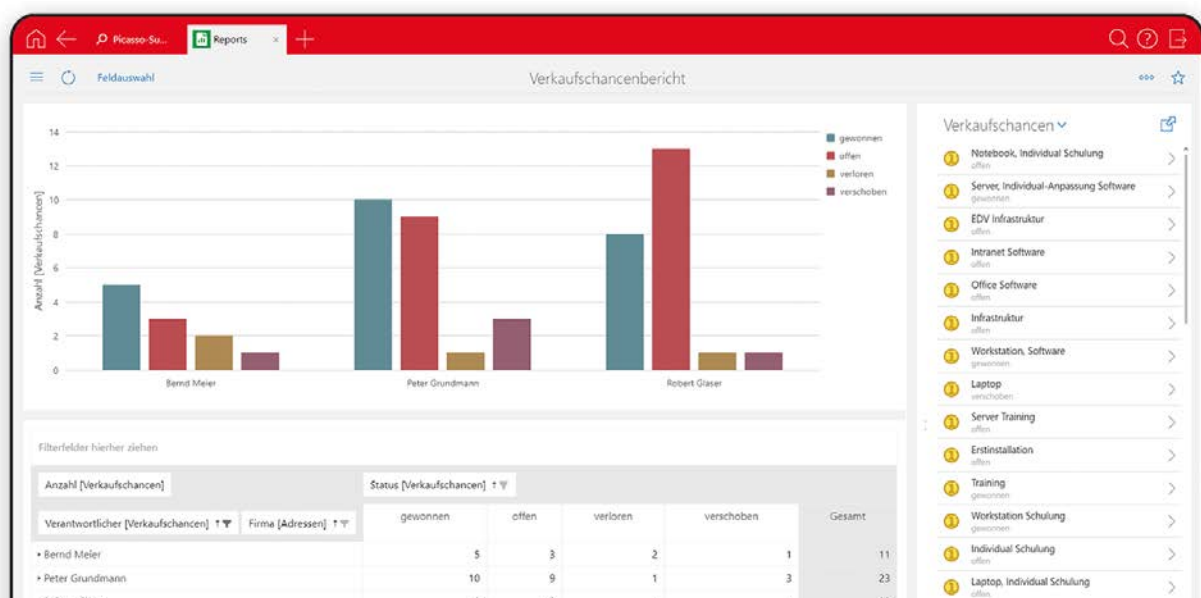 Picasso-Su...
Reports
Feldauswahl
Verkaufschancenbericht
14
12
10
8
6
4
2
0
Anzahl [Verkaufschancen]
Bernd Meier
Peter Grundmann
Robert Glaser
gewonnen
offen
verloren
verschoben
Filterfelder hierher ziehen
Anzahl [Verkaufschancen]
Status [Verkaufschancen]
Verantwortlicher [Verkaufschancen] Firma [Adressen] gewonnen offen verloren verschoben Gesamt
Bernd Meier 5 3 2 1 11
Peter Grundmann 10 9 1 3 23
Verkaufschancen
Notebook, Individual Schulung
offen
Server, Individual-Anpassung Software
gewonnen
EDV Infrastruktur
offen
Intranet Software
offen
Office Software
offen
Infrastruktur
offen
Workstation, Software
gewonnen
Laptop
verschoben
Server Training
offen
Erstinstallation
offen
Training
gewonnen
Workstation Schulung
gewonnen
Individual Schulung
offen
Laptop, Individual Schulung
offen